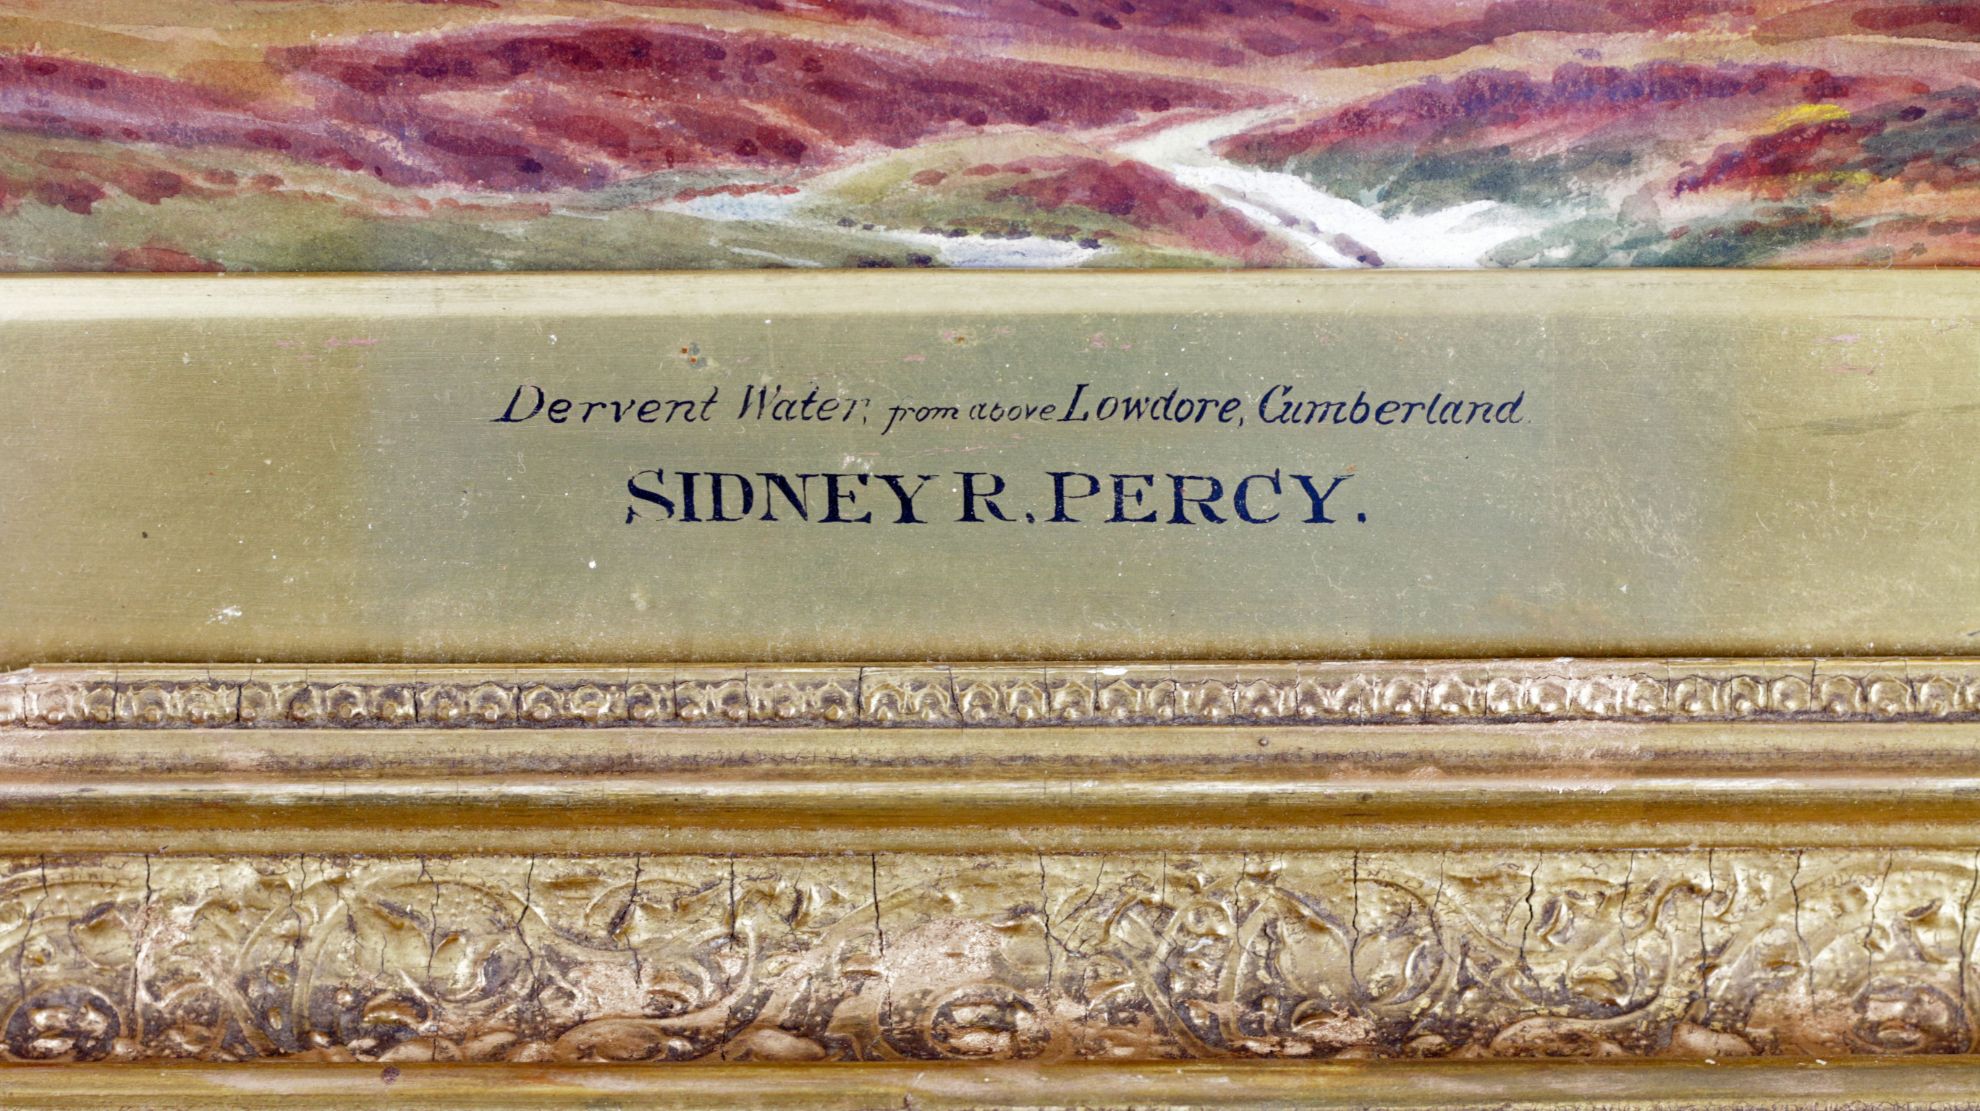 Dervent Water, from above Lowdore, Cumberland.
SIDNEY R. PERCY.